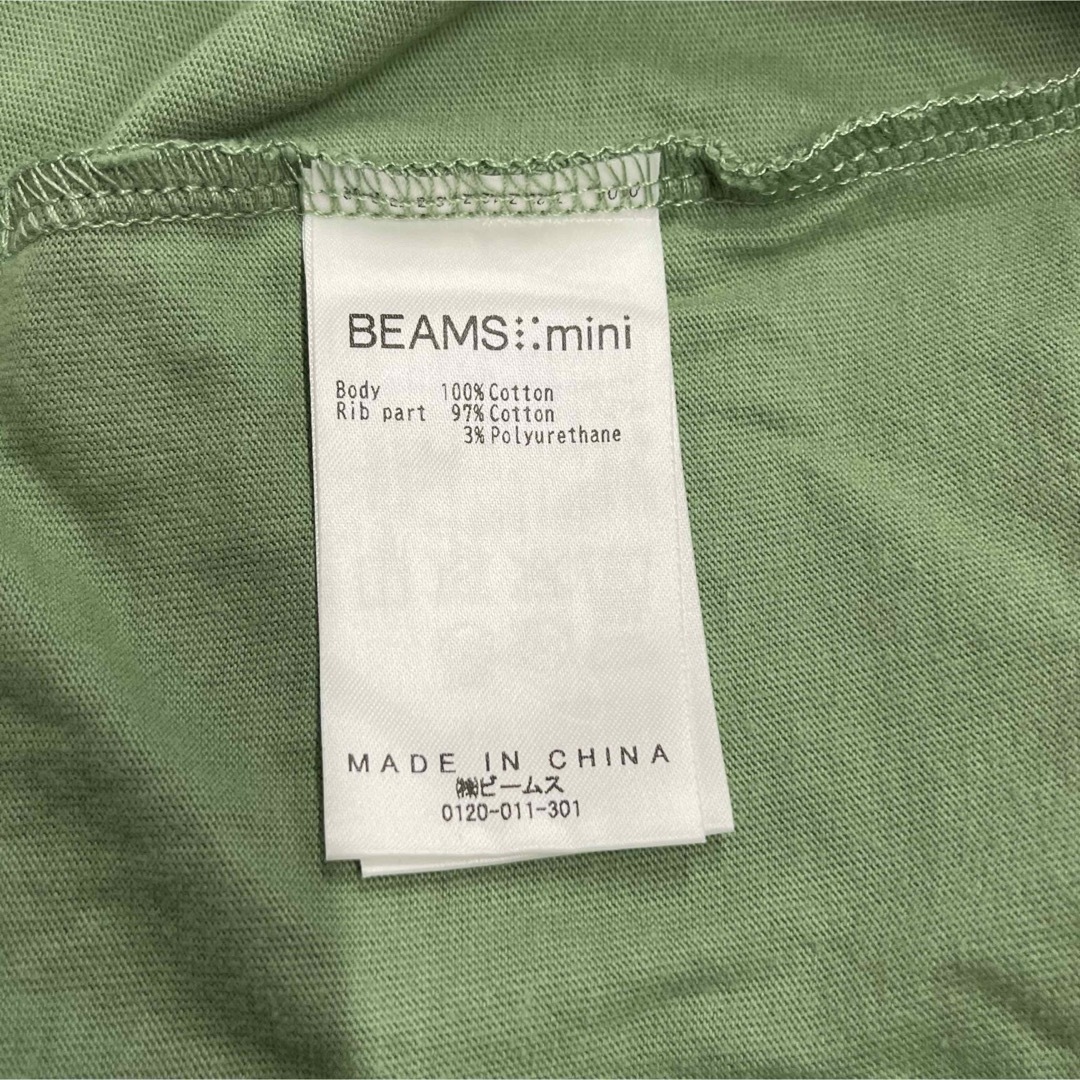 BEAMS mini
Body 100% Cotton
Rib part 97% Cotton
3% Polyurethane
MADE IN CHINA
㈱ビームス
0120-011-301